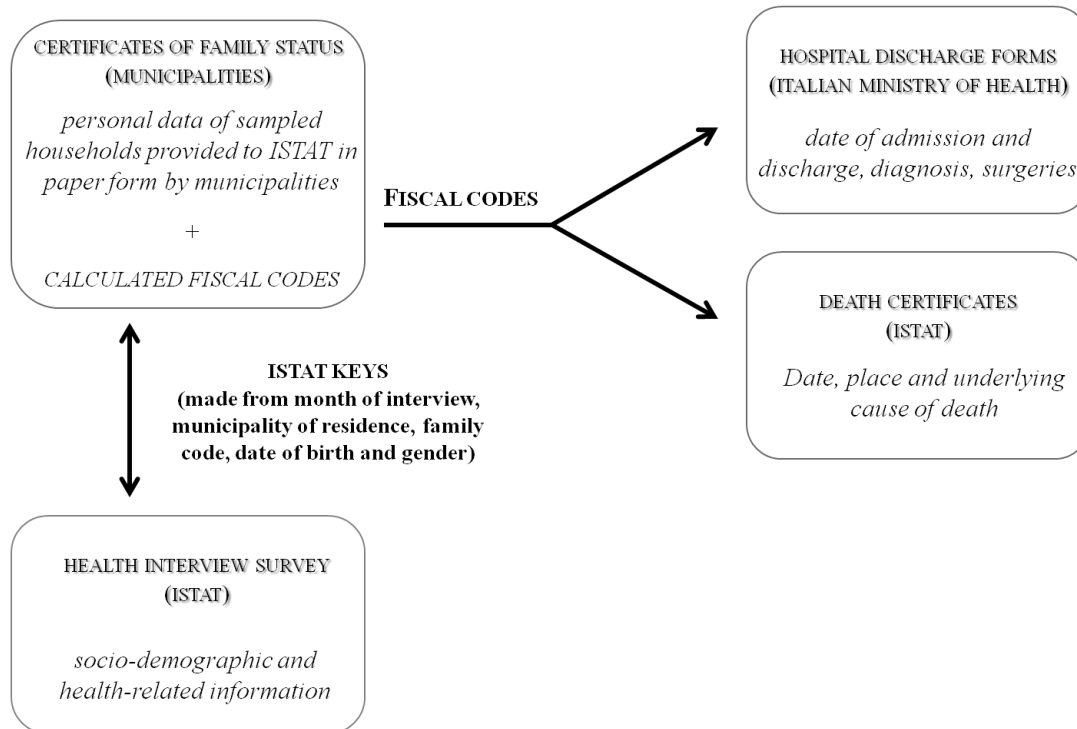 CERTIFICATES OF FAMILY STATUS
(MUNICIPALITIES)
personal data of sampled
households provided to ISTAT in
paper form by municipalities
+
CALCULATED FISCAL CODES
FISCAL CODES
HOSPITAL DISCHARGE FORMS
(ITALIAN MINISTRY OF HEALTH)
date of admission and
discharge, diagnosis, surgeries
DEATH CERTIFICATES
(ISTAT)
Date, place and underlying
cause of death
ISTAT KEYS
(made from month of interview,
municipality of residence, family
code, date of birth and gender)
HEALTH INTERVIEW SURVEY
(ISTAT)
socio-demographic and
health-related information